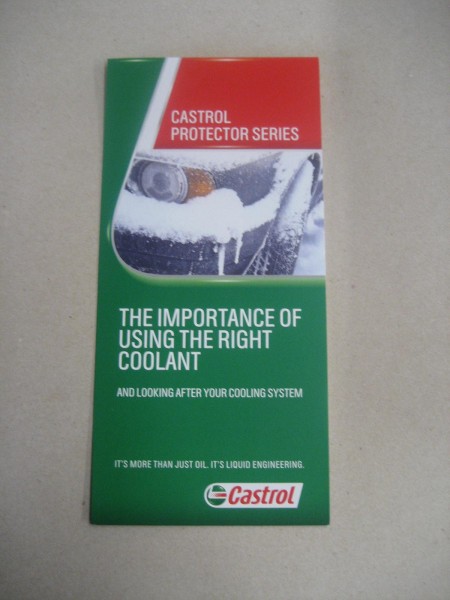 CASTROL
PROTECTOR SERIES
THE IMPORTANCE OF
USING THE RIGHT
COOLANT
AND LOOKING AFTER YOUR COOLING SYSTEM
IT'S MORE THAN JUST OIL. IT'S LIQUID ENGINEERING.
Castrol